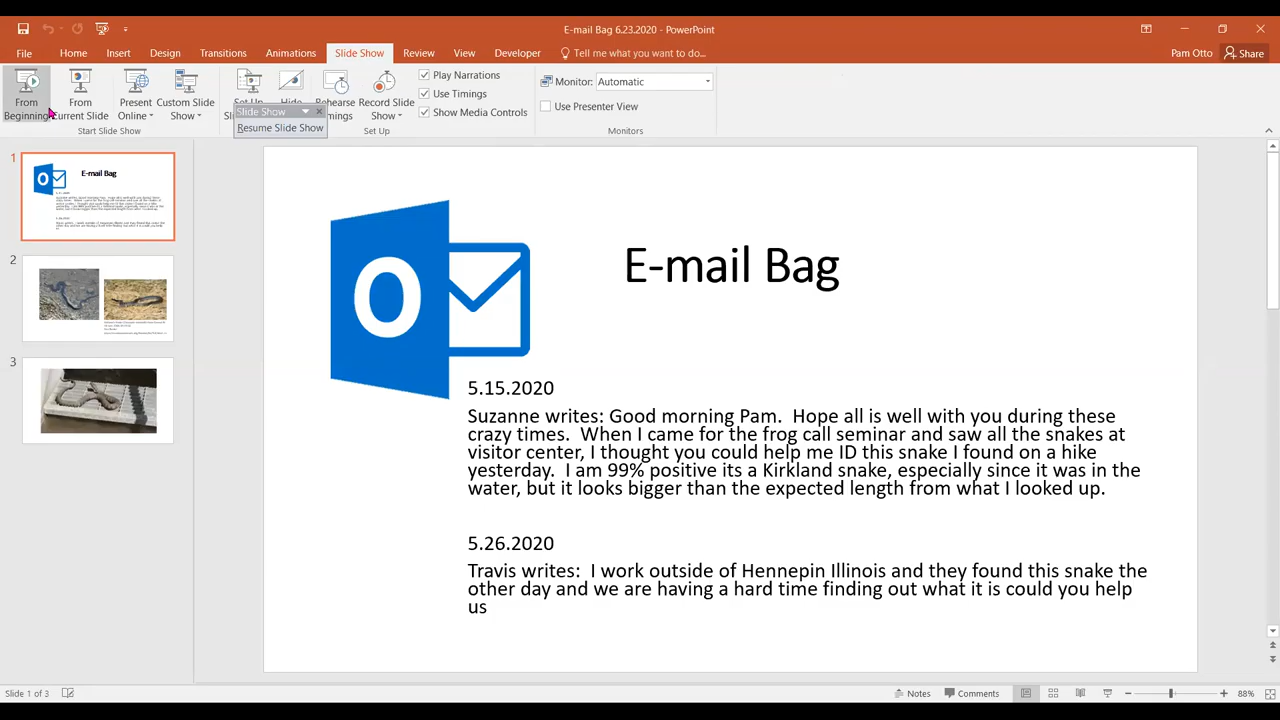 E-mail Bag 6.23.2020 - PowerPoint
File Home Insert Design Transitions Animations Slide Show Review View Developer Tell me what you want to do... Pam Otto Share
From Beginning
From Current Slide
Present Online
Custom Slide Show
Set Up
Hide
Rehearse
Record Slide Show
Play Narrations
Use Timings
Show Media Controls
Monitor: Automatic
Use Presenter View
Slide Show
Resume Slide Show
Start Slide Show
Set Up
Monitors
1
E-mail Bag
2
3
O
E-mail Bag
5.15.2020
Suzanne writes: Good morning Pam. Hope all is well with you during these
crazy times. When I came for the frog call seminar and saw all the snakes at
visitor center, I thought you could help me ID this snake I found on a hike
yesterday. I am 99% positive its a Kirkland snake, especially since it was in the
water, but it looks bigger than the expected length from what I looked up.
5.26.2020
Travis writes: I work outside of Hennepin Illinois and they found this snake the
other day and we are having a hard time finding out what it is could you help
us
Slide 1 of 3
Notes
Comments
88%